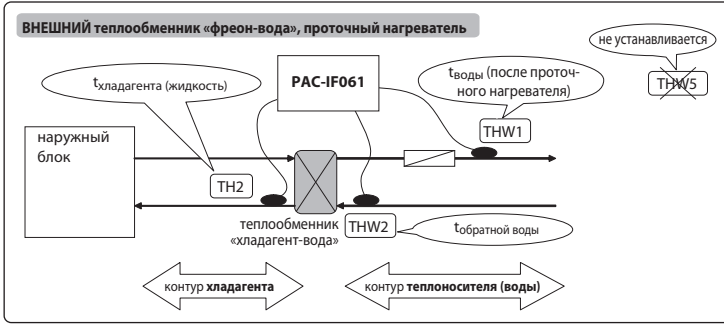 ВНЕШНИЙ теплообменник «фреон-вода», проточный нагреватель
не устанавливается
THW5
tхладагента (жидкость)
PAC-IF061
tводы (после проточ-
ного нагревателя)
THW1
наружный
блок
TH2
теплообменник
«хладагент-вода»
THW2
tобратной воды
контур хладагента
контур теплоносителя (воды)